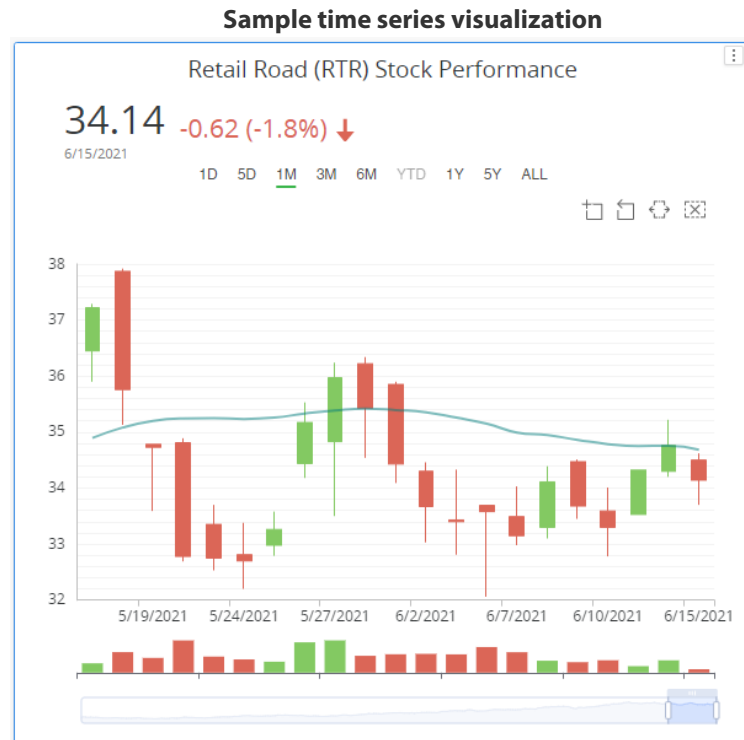 Sample time series visualization
Retail Road (RTR) Stock Performance
34.14 -0.62 (-1.8%)
6/15/2021
1D 5D 1M 3M 6M YTD 1Y 5Y ALL
38
37
36
35
34
33
32
5/19/2021 5/24/2021 5/27/2021 6/2/2021 6/7/2021 6/10/2021 6/15/2021